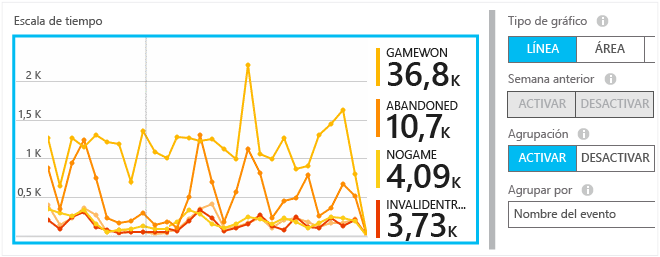 Escala de tiempo
2 K
1,5 K
1 K
0,5 K
GAMEWON
36,8K
ABANDONED
10,7K
NOGAME
4,09K
INVALIDENTR...
3,73K
Tipo de gráfico
LÍNEA ÁREA
Semana anterior
ACTIVAR DESACTIVAR
Agrupación
ACTIVAR DESACTIVAR
Agrupar por
Nombre del evento